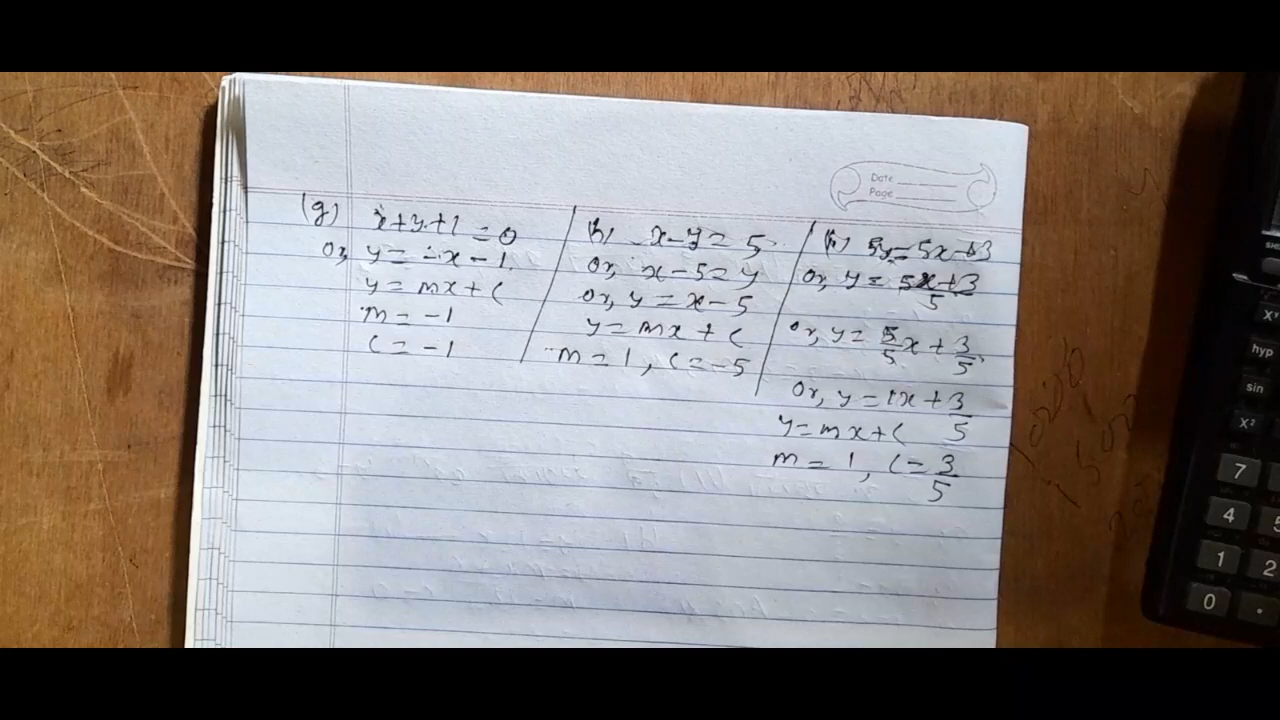 Date
Page
(g) x+y+1=0
or, y = -x-1
y = mx+c
m = -1
c = -1
(h) x-y = 5
or, x-5=y
or, y = x-5
y = mx+c
m=1, c=-5
(h) 5y=5x+3
or, y = 5x+3/5
or, y = 5/5 x + 3/5
or, y = 1x + 3/5
y=mx+c
m = 1, c = 3/5
hyp
sin
x²
7
4
1
2
0
.